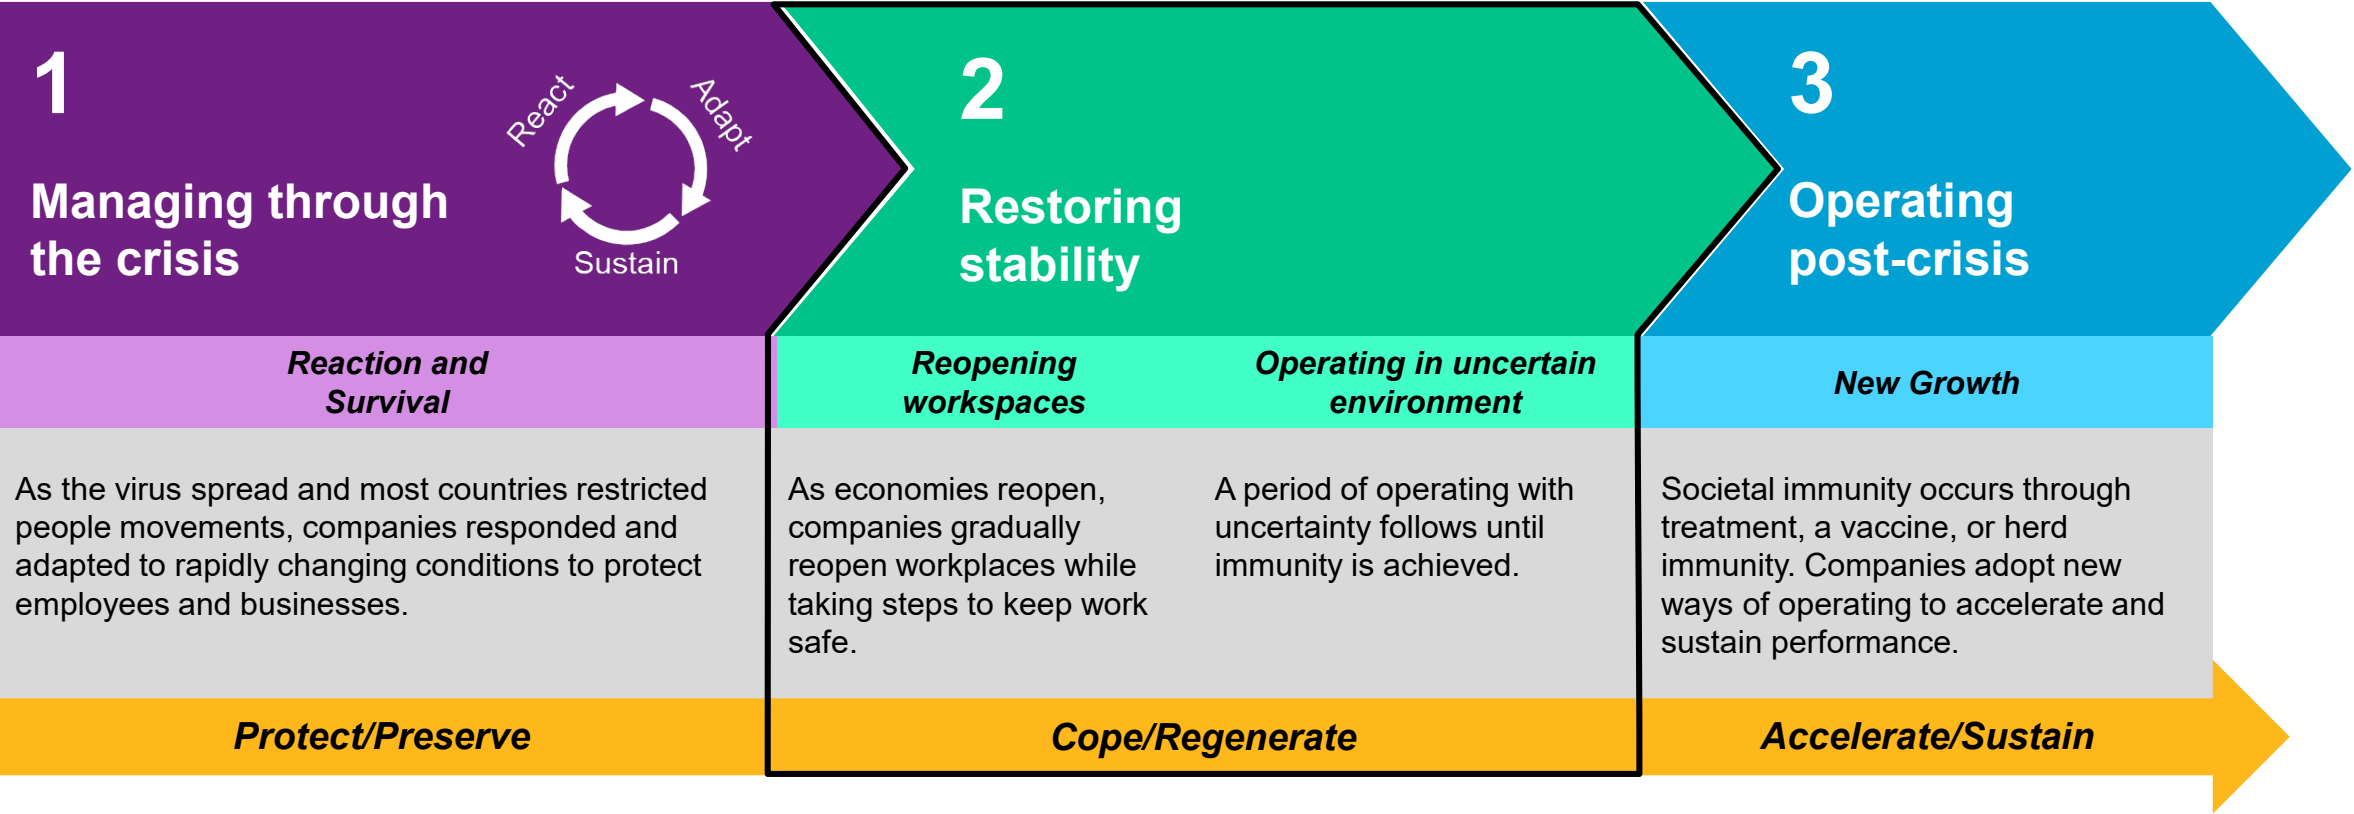 1
Managing through
the crisis
React
Adapt
Sustain
2
Restoring
stability
3
Operating
post-crisis
Reaction and
Survival
Reopening
workspaces
Operating in uncertain
environment
New Growth
As the virus spread and most countries restricted
people movements, companies responded and
adapted to rapidly changing conditions to protect
employees and businesses.
As economies reopen,
companies gradually
reopen workplaces while
taking steps to keep work
safe.
A period of operating with
uncertainty follows until
immunity is achieved.
Societal immunity occurs through
treatment, a vaccine, or herd
immunity. Companies adopt new
ways of operating to accelerate and
sustain performance.
Protect/Preserve
Cope/Regenerate
Accelerate/Sustain